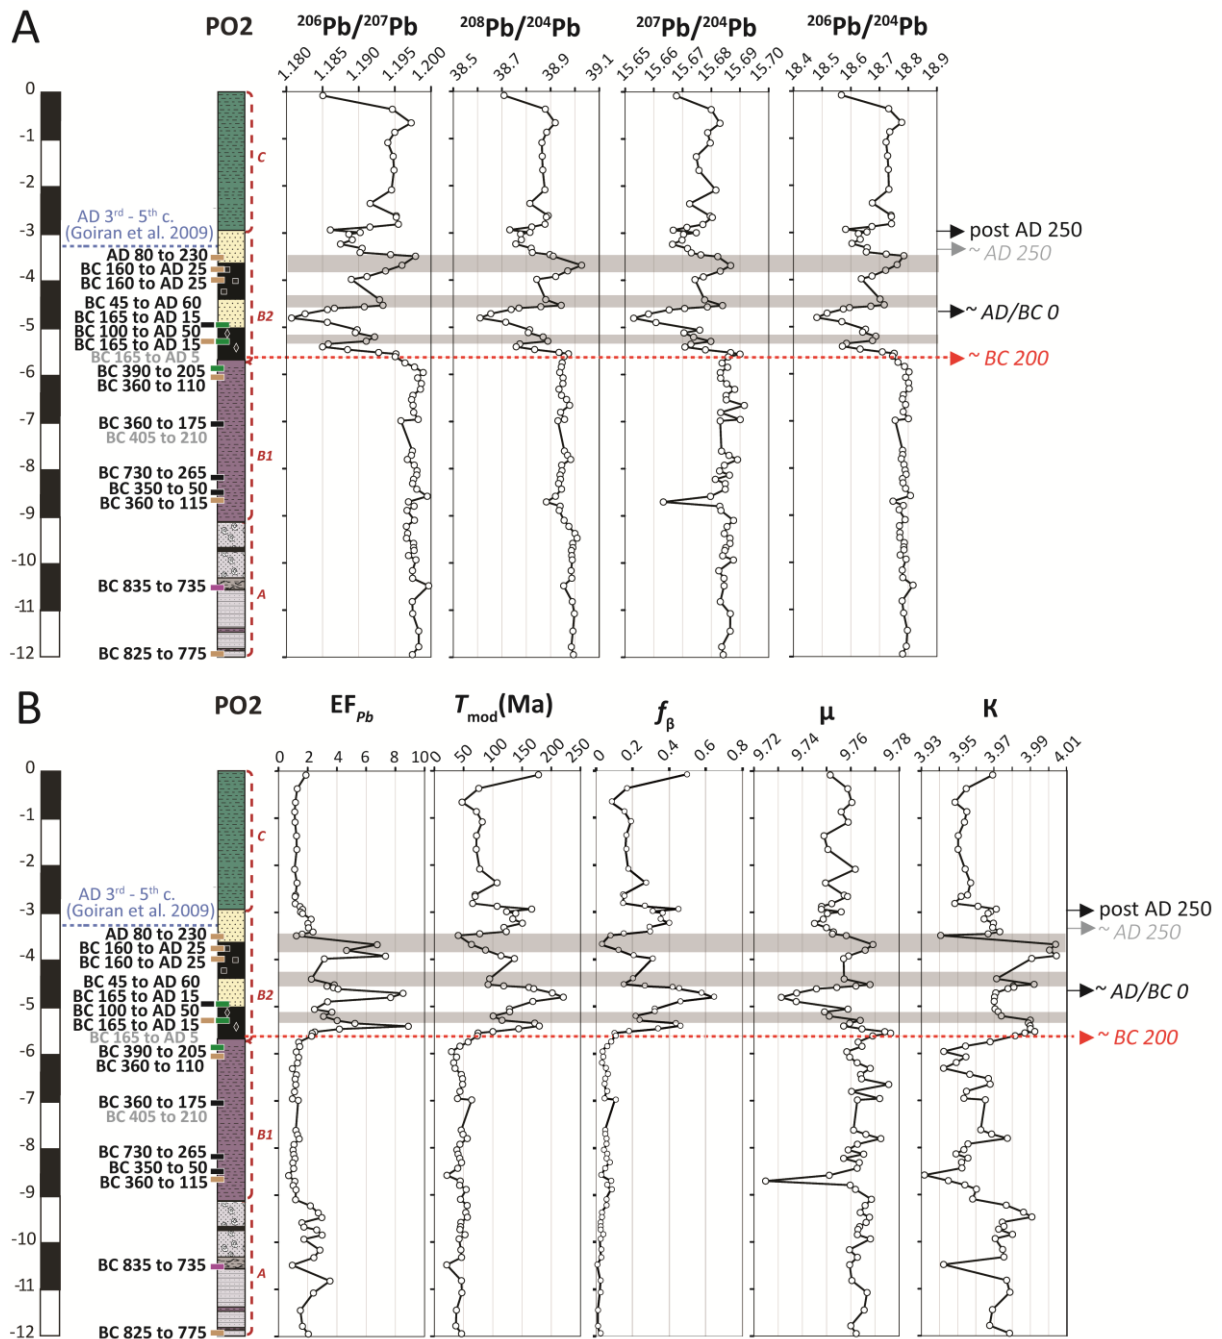 A
PO2
206Pb/207Pb
208Pb/204Pb
207Pb/204Pb
206Pb/204Pb
1.180 1.185 1.190 1.195 1.200
38.5 38.7 38.9 39.1
15.65 15.66 15.67 15.68 15.69 15.70
18.4 18.5 18.6 18.7 18.8 18.9
0
-1
C
-2
AD 3rd - 5th c.
(Goiran et al. 2009)
-3
post AD 250
~ AD 250
AD 80 to 230
BC 160 to AD 25
-4
BC 160 to AD 25
BC 45 to AD 60
BC 165 to AD 15
B2
~ AD/BC 0
-5
BC 100 to AD 50
BC 165 to AD 15
BC 165 to AD 5
~ BC 200
BC 390 to 205
-6
BC 360 to 110
-7
BC 360 to 175
BC 405 to 210
B1
-8
BC 730 to 265
BC 350 to 50
BC 360 to 115
-9
-10
BC 835 to 735
A
-11
BC 825 to 775
-12
B
PO2
EFPb
Tmod(Ma)
fβ
μ
K
0 2 4 6 8 10
50 100 150 200 250
0 0.2 0.4 0.6 0.8
9.72 9.74 9.76 9.78
3.93 3.95 3.97 3.99 4.01
0
-1
C
-2
AD 3rd - 5th c.
(Goiran et al. 2009)
-3
post AD 250
~ AD 250
AD 80 to 230
BC 160 to AD 25
-4
BC 160 to AD 25
BC 45 to AD 60
BC 165 to AD 15
B2
~ AD/BC 0
-5
BC 100 to AD 50
BC 165 to AD 15
BC 165 to AD 5
~ BC 200
BC 390 to 205
-6
BC 360 to 110
-7
BC 360 to 175
BC 405 to 210
B1
-8
BC 730 to 265
BC 350 to 50
BC 360 to 115
-9
-10
BC 835 to 735
A
-11
BC 825 to 775
-12